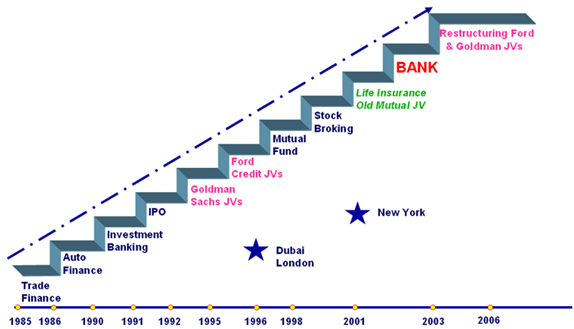 Restructuring Ford
& Goldman JVs
BANK
Life Insurance
Old Mutual JV
Stock
Broking
Mutual
Fund
Ford
Credit JVs
Goldman
Sachs JVs
IPO
Investment
Banking
Auto
Finance
Trade
Finance
New York
Dubai
London
1985 1986 1990 1991 1992 1995 1996 1998 2001 2003 2006